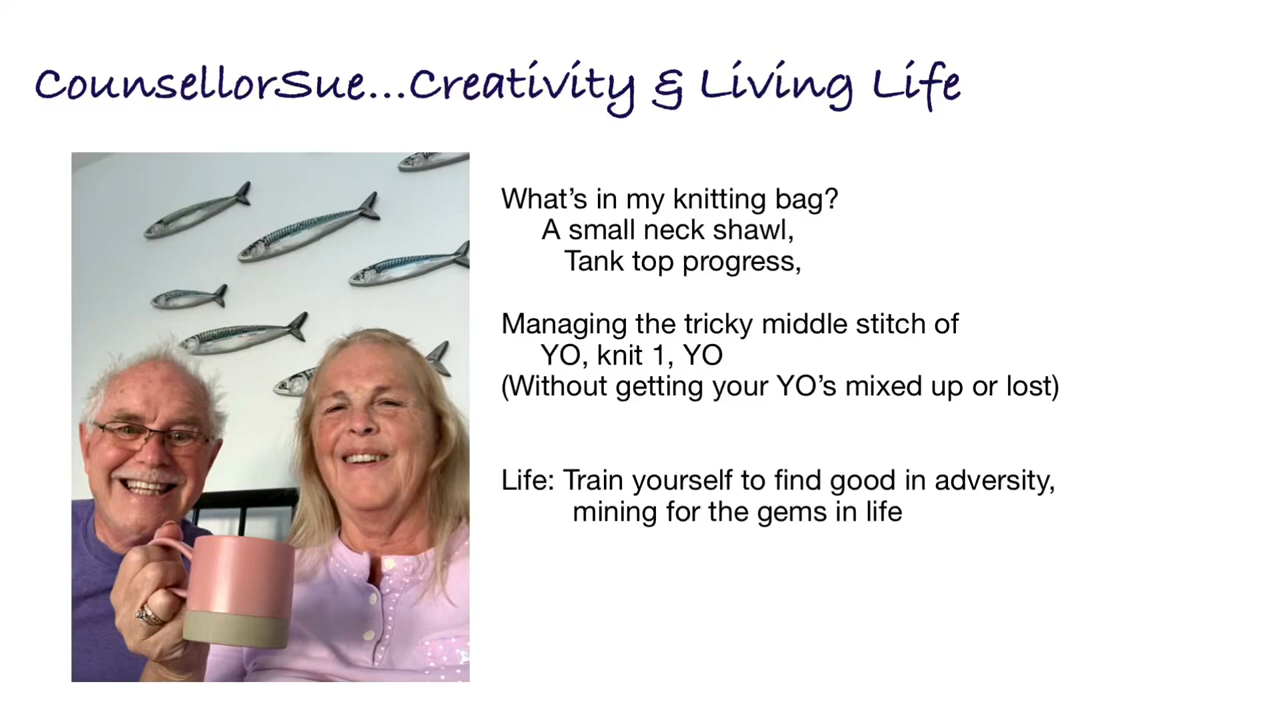 CounsellorSue...Creativity & Living Life
What's in my knitting bag?
A small neck shawl,
Tank top progress,
Managing the tricky middle stitch of
YO, knit 1, YO
(Without getting your YO's mixed up or lost)
Life: Train yourself to find good in adversity,
mining for the gems in life